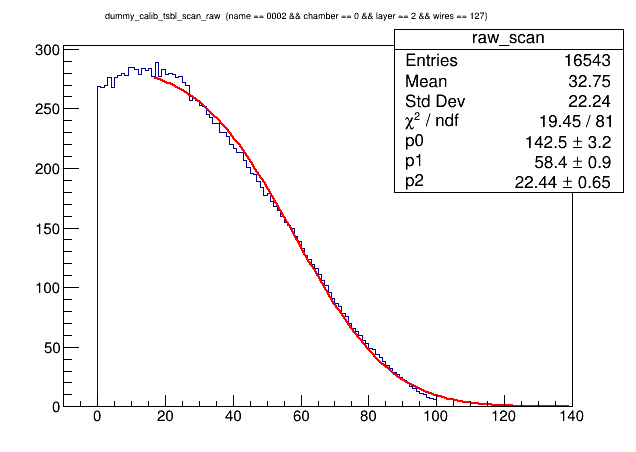 dummy_calib_tsbl_scan_raw (name == 0002 && chamber == 0 && layer == 2 && wires == 127)
raw_scan
Entries 16543
Mean 32.75
Std Dev 22.24
χ² / ndf 19.45 / 81
p0 142.5 ± 3.2
p1 58.4 ± 0.9
p2 22.44 ± 0.65
300
250
200
150
100
50
0
0 20 40 60 80 100 120 140